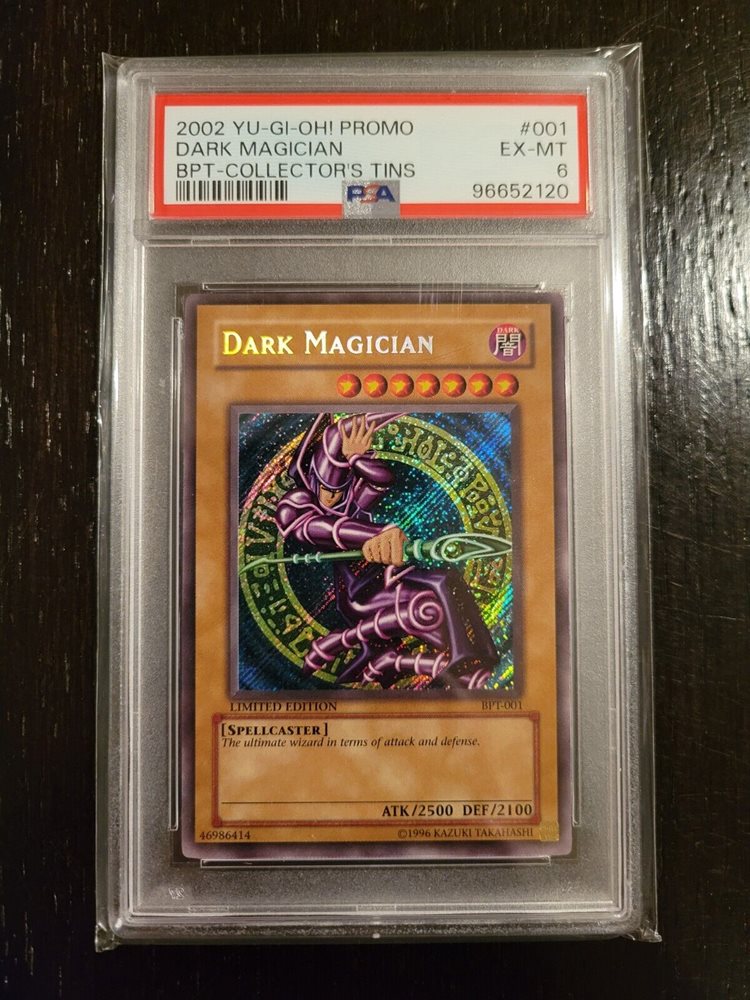 2002 YU-GI-OH! PROMO #001
DARK MAGICIAN EX-MT
BPT-COLLECTOR'S TINS 6
PSA 96652120
DARK MAGICIAN
DARK
闇
LIMITED EDITION BPT-001
[SPELLCASTER]
The ultimate wizard in terms of attack and defense.
ATK/2500 DEF/2100
46986414 ©1996 KAZUKI TAKAHASHI